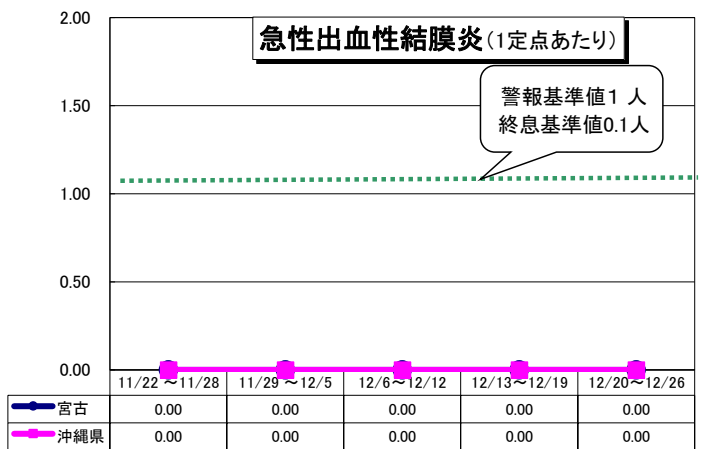 急性出血性結膜炎(1定点あたり)
警報基準値1 人
終息基準値0.1人
2.00
1.50
1.00
0.50
0.00
11/22 ~11/28 11/29 ~12/5 12/6~12/12 12/13~12/19 12/20~12/26
宮古 0.00 0.00 0.00 0.00 0.00
沖縄県 0.00 0.00 0.00 0.00 0.00